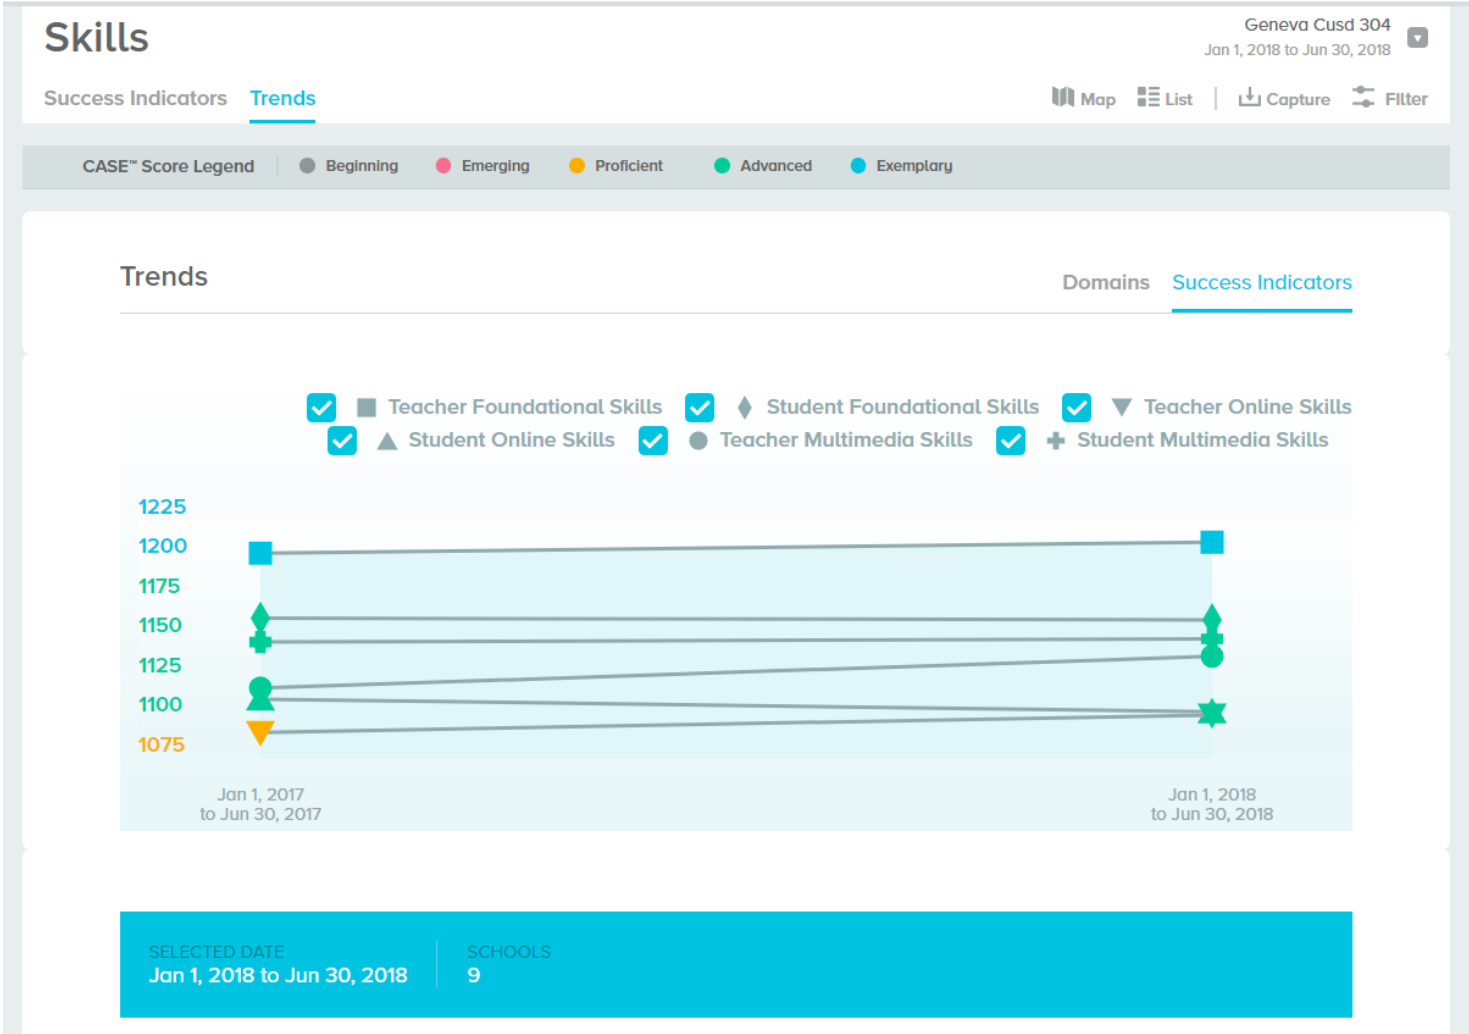 Skills
Geneva Cusd 304
Jan 1, 2018 to Jun 30, 2018
Success Indicators Trends
Map List Capture Filter
CASE™ Score Legend Beginning Emerging Proficient Advanced Exemplary
Trends
Domains Success Indicators
Teacher Foundational Skills Student Foundational Skills Teacher Online Skills
Student Online Skills Teacher Multimedia Skills Student Multimedia Skills
1225
1200
1175
1150
1125
1100
1075
Jan 1, 2017
to Jun 30, 2017
Jan 1, 2018
to Jun 30, 2018
SELECTED DATE
Jan 1, 2018 to Jun 30, 2018
SCHOOLS
9